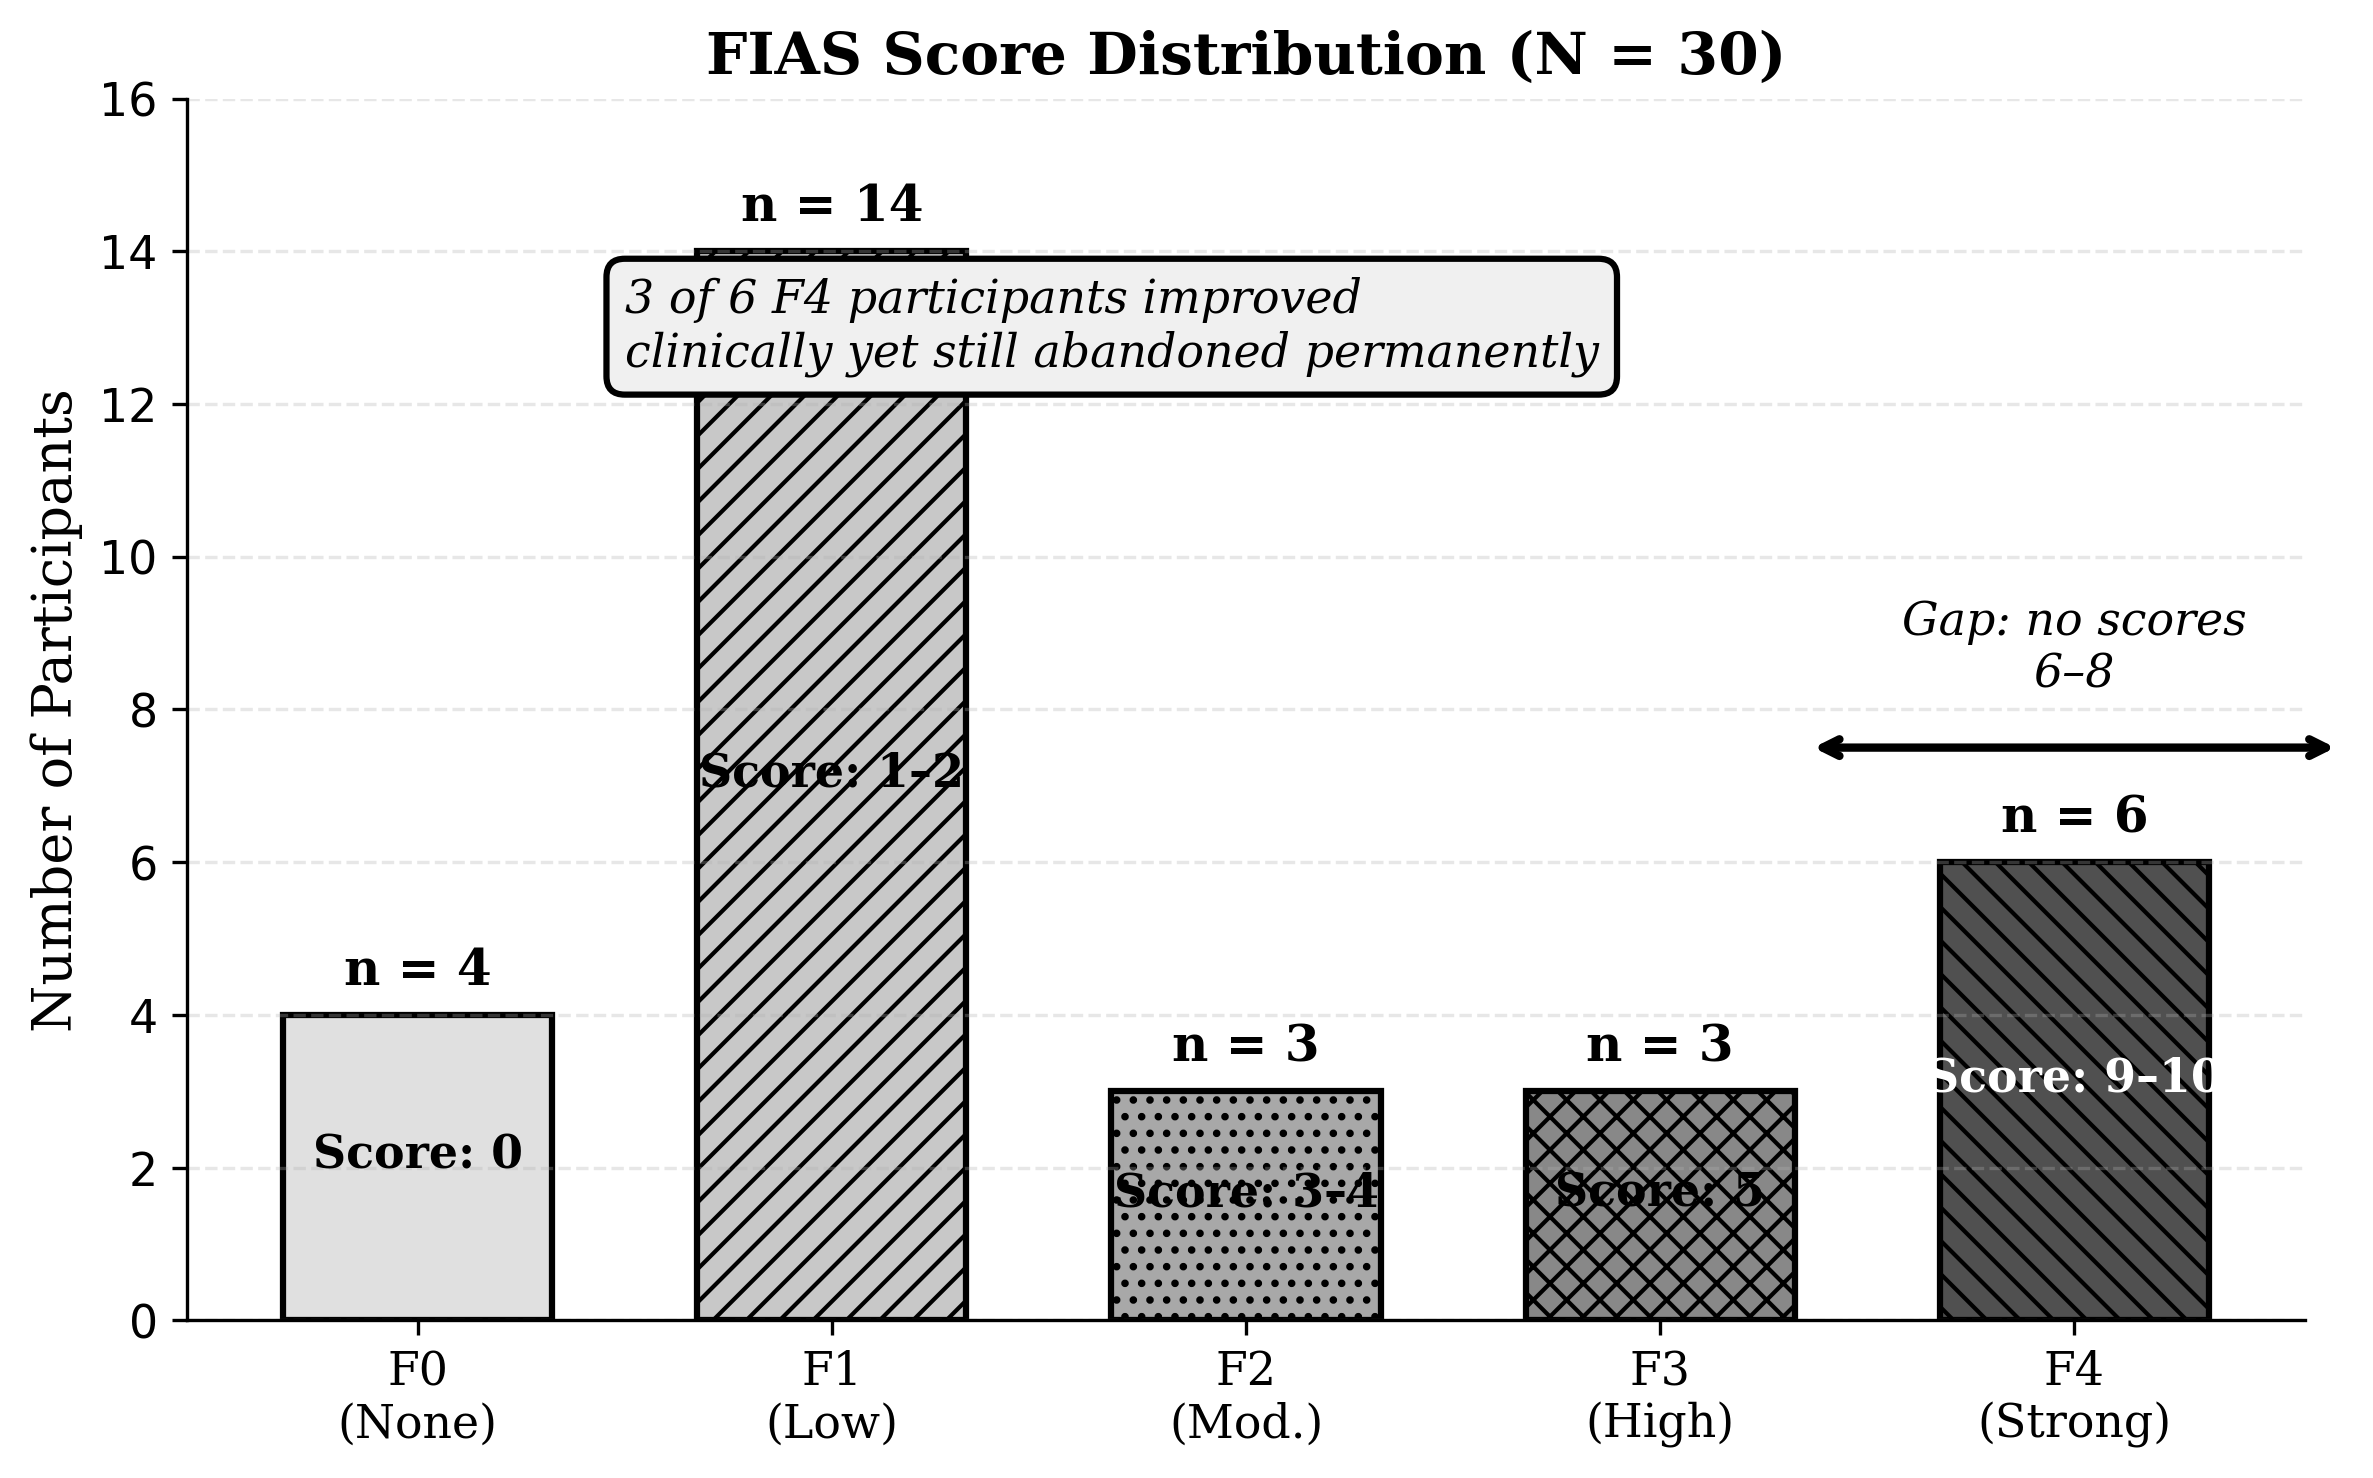 FIAS Score Distribution (N = 30)
Number of Participants
16
14
12
10
8
6
4
2
0
n = 14
3 of 6 F4 participants improved
clinically yet still abandoned permanently
Gap: no scores
6–8
n = 6
n = 4
n = 3
n = 3
Score: 0
Score: 1–2
Score: 3–4
Score: 5
Score: 9–10
F0
(None)
F1
(Low)
F2
(Mod.)
F3
(High)
F4
(Strong)